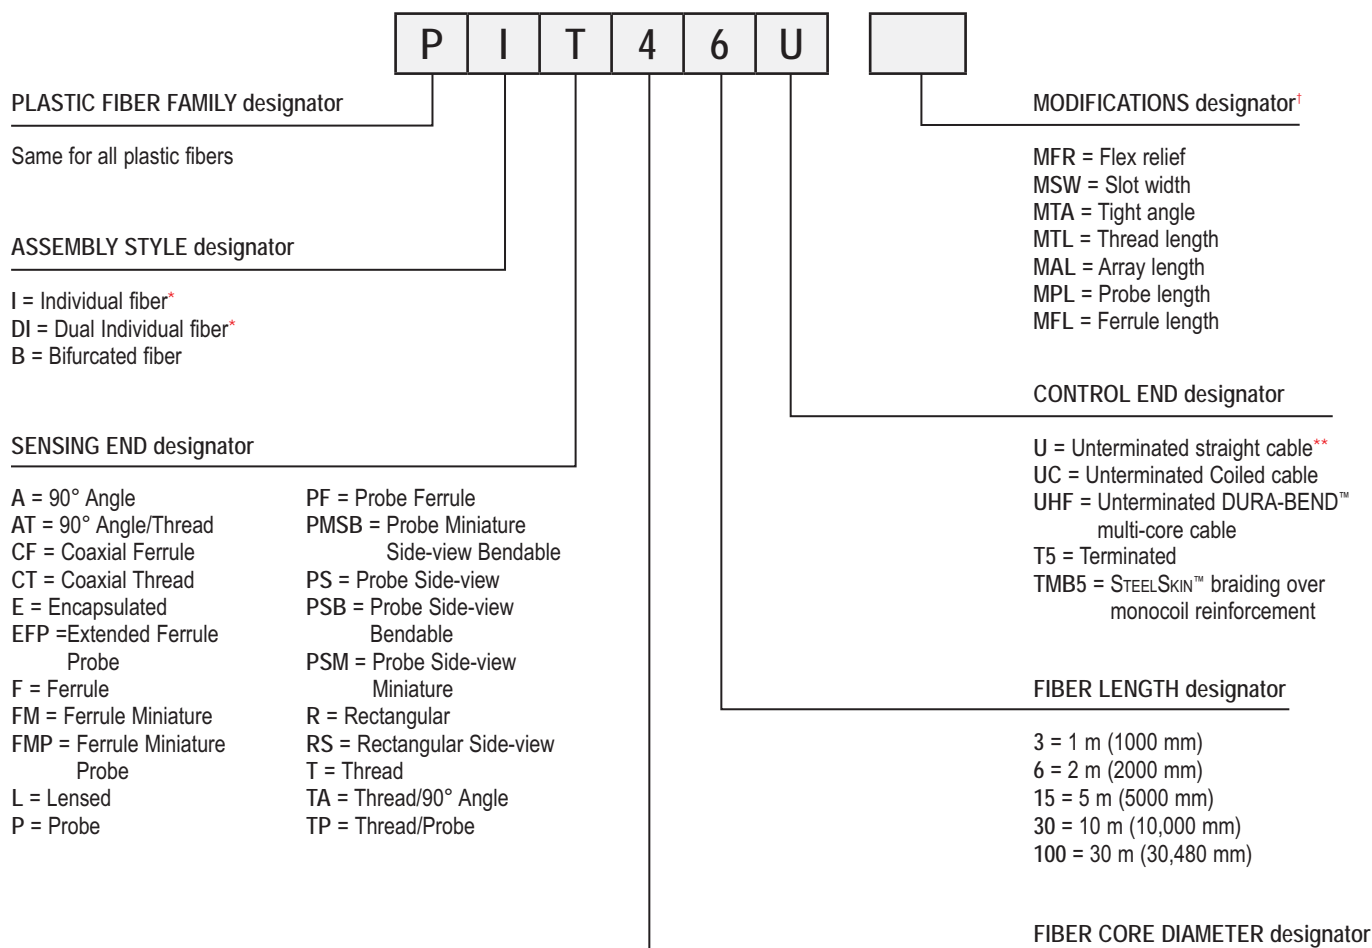 P I T 4 6 U
PLASTIC FIBER FAMILY designator
Same for all plastic fibers
ASSEMBLY STYLE designator
I = Individual fiber*
DI = Dual Individual fiber*
B = Bifurcated fiber
SENSING END designator
A = 90° Angle
AT = 90° Angle/Thread
CF = Coaxial Ferrule
CT = Coaxial Thread
E = Encapsulated
EFP =Extended Ferrule
Probe
F = Ferrule
FM = Ferrule Miniature
FMP = Ferrule Miniature
Probe
L = Lensed
P = Probe
PF = Probe Ferrule
PMSB = Probe Miniature
Side-view Bendable
PS = Probe Side-view
PSB = Probe Side-view
Bendable
PSM = Probe Side-view
Miniature
R = Rectangular
RS = Rectangular Side-view
T = Thread
TA = Thread/90° Angle
TP = Thread/Probe
MODIFICATIONS designator†
MFR = Flex relief
MSW = Slot width
MTA = Tight angle
MTL = Thread length
MAL = Array length
MPL = Probe length
MFL = Ferrule length
CONTROL END designator
U = Unterminated straight cable**
UC = Unterminated Coiled cable
UHF = Unterminated DURA-BEND™
multi-core cable
T5 = Terminated
TMB5 = STEELSKIN™ braiding over
monocoil reinforcement
FIBER LENGTH designator
3 = 1 m (1000 mm)
6 = 2 m (2000 mm)
15 = 5 m (5000 mm)
30 = 10 m (10,000 mm)
100 = 30 m (30,480 mm)
FIBER CORE DIAMETER designator